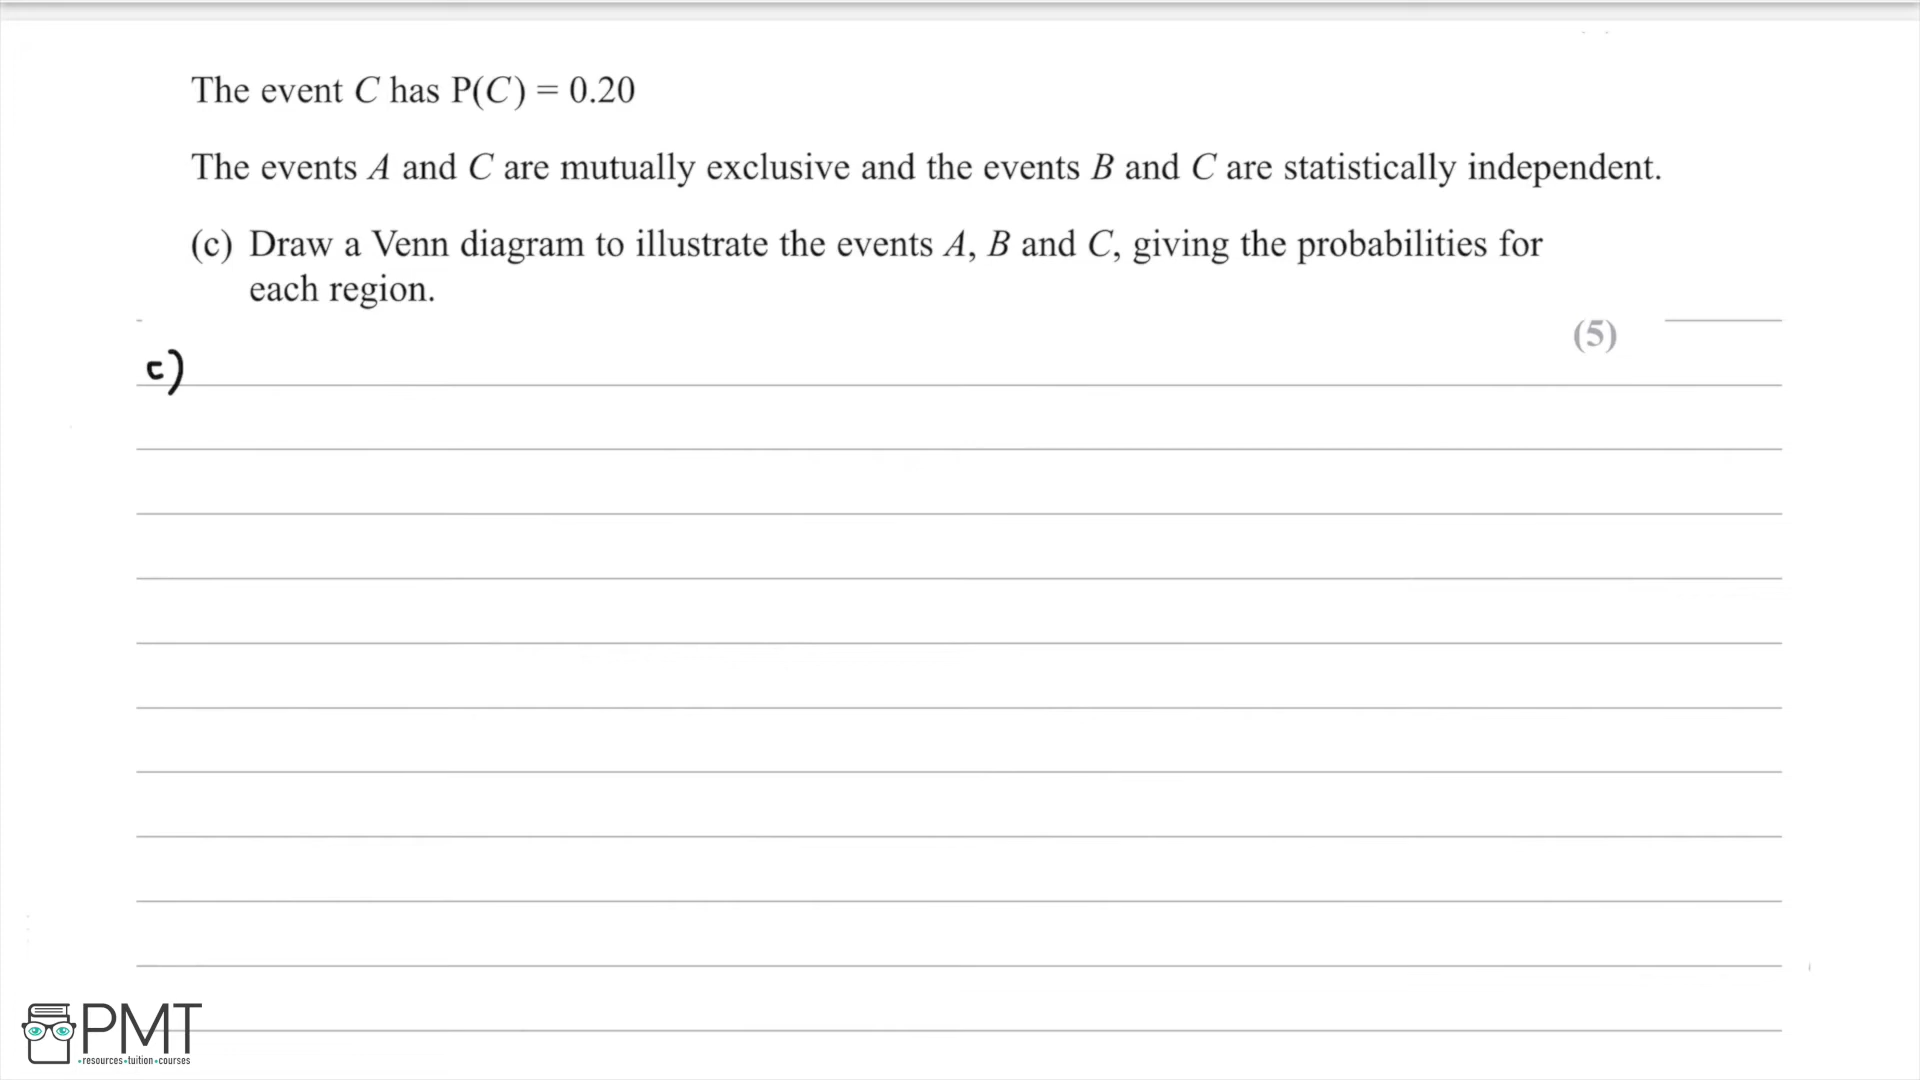 The event C has P(C) = 0.20
The events A and C are mutually exclusive and the events B and C are statistically independent.
(c) Draw a Venn diagram to illustrate the events A, B and C, giving the probabilities for
each region.
(5)
c)
PMT
•resources•tuition•courses